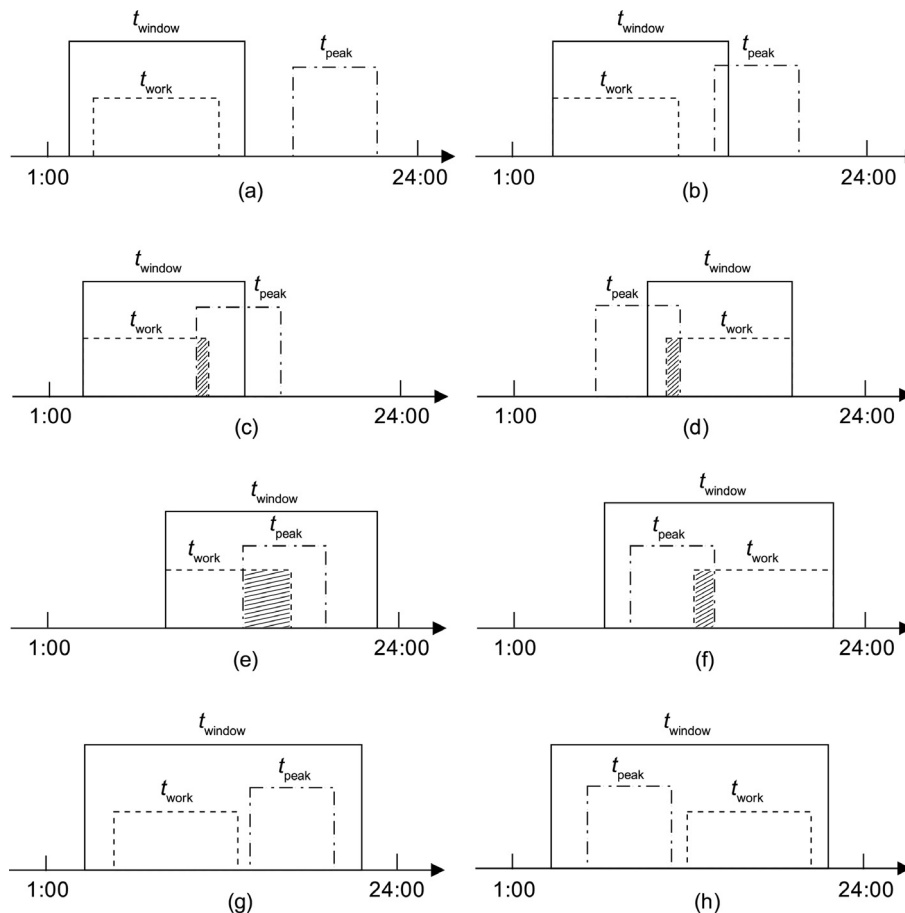 t_window
t_peak
t_work
1:00 24:00
(a)
t_window
t_peak
t_work
1:00 24:00
(b)
t_window
t_peak
t_work
1:00 24:00
(c)
t_window
t_peak
t_work
1:00 24:00
(d)
t_window
t_peak
t_work
1:00 24:00
(e)
t_window
t_peak
t_work
1:00 24:00
(f)
t_window
t_peak
t_work
1:00 24:00
(g)
t_window
t_peak
t_work
1:00 24:00
(h)